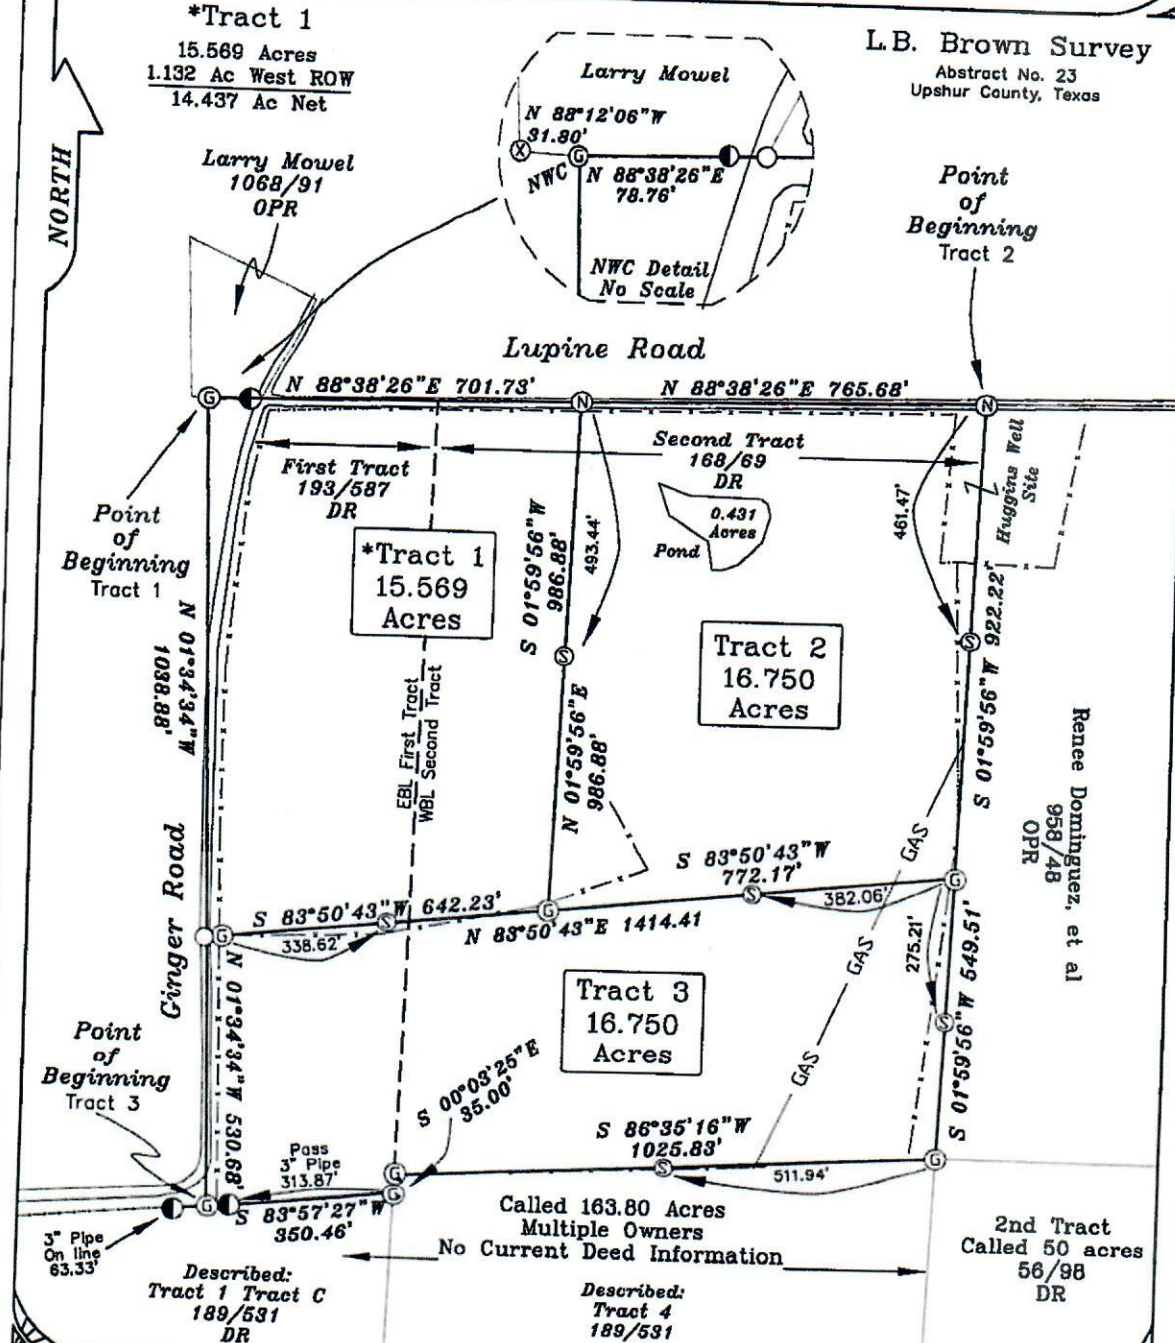 *Tract 1
15.569 Acres
1.132 Ac West ROW
14.437 Ac Net
L.B. Brown Survey
Abstract No. 23
Upshur County, Texas
NORTH
Larry Mowel
N 88°12'06"W
31.80'
X
G
NWC
N 88°38'26"E
78.76'
NWC Detail
No Scale
Larry Mowel
1068/91
OPR
Point
of
Beginning
Tract 2
Lupine Road
G
N 88°38'26"E 701.73'
N
N 88°38'26"E 765.68'
N
First Tract
193/587
DR
Second Tract
168/69
DR
0.431
Acres
Pond
Huggins Well
Site
Point
of
Beginning
Tract 1
*Tract 1
15.569
Acres
S 01°59'56"W
986.88'
493.44'
461.47'
S
S
Tract 2
16.750
Acres
N 01°34'34"W
1038.88'
EBL First Tract
WBL Second Tract
N 01°59'56"E
986.88'
S 01°59'56"W 922.22'
Renee Dominguez, et al
958/48
OPR
GAS
GAS
GAS
Ginger Road
S 83°50'43"W 642.23'
338.62'
G
S
G
S 83°50'43"W
772.17'
S
382.06'
G
N 83°50'43"E 1414.41
275.21'
S
S 01°59'56"W 549.51'
Tract 3
16.750
Acres
Point
of
Beginning
Tract 3
N 01°34'34"W 530.68'
S 00°03'25"E
35.00'
Pass
3" Pipe
313.87'
S 86°35'16"W
1025.83'
G
S
511.94'
G
G
G
S 83°57'27"W
350.46'
3" Pipe
On line
63.33'
Called 163.80 Acres
Multiple Owners
No Current Deed Information
2nd Tract
Called 50 acres
56/98
DR
Described:
Tract 1 Tract C
189/531
DR
Described:
Tract 4
189/531